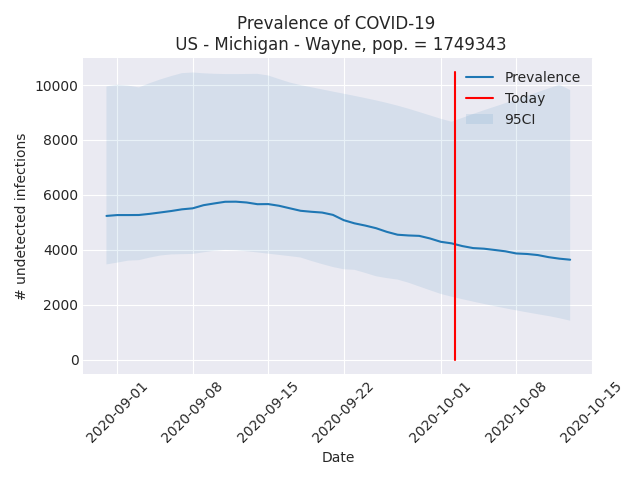 Prevalence of COVID-19
US - Michigan - Wayne, pop. = 1749343
Prevalence
Today
95CI
10000
8000
6000
4000
2000
0
# undetected infections
2020-09-01
2020-09-08
2020-09-15
2020-09-22
2020-10-01
2020-10-08
2020-10-15
Date